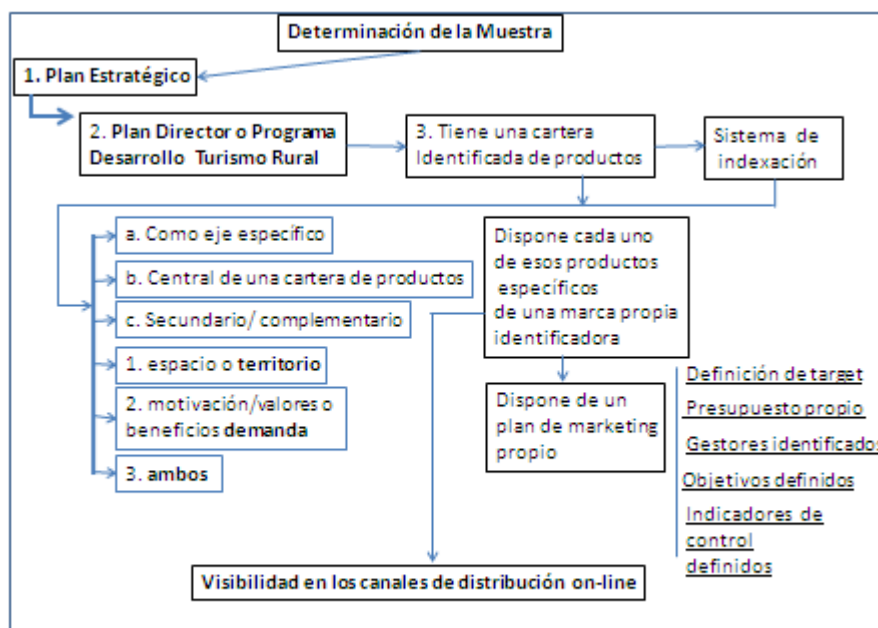 Determinación de la Muestra
1. Plan Estratégico
2. Plan Director o Programa
Desarrollo Turismo Rural
3. Tiene una cartera
Identificada de productos
Sistema de
indexación
a. Como eje específico
b. Central de una cartera de productos
c. Secundario/ complementario
1. espacio o territorio
2. motivación/valores o
beneficios demanda
3. ambos
Dispone cada uno
de esos productos
específicos
de una marca propia
identificadora
Dispone de un
plan de marketing
propio
Definición de target
Presupuesto propio
Gestores identificados
Objetivos definidos
Indicadores de
control
definidos
Visibilidad en los canales de distribución on-line